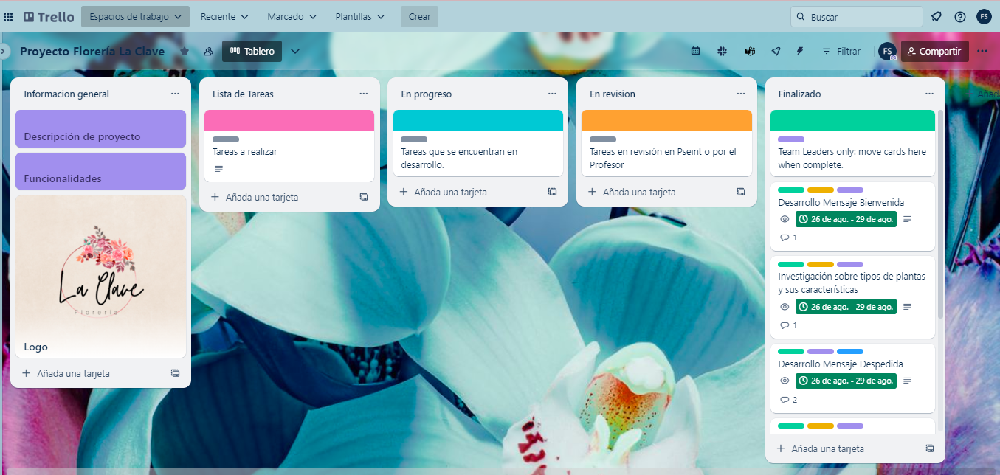 Trello
Espacios de trabajo
Reciente
Marcado
Plantillas
Crear
Buscar
FS
Proyecto Florería La Clave
Tablero
Filtrar
FS
Compartir
Informacion general
Descripción de proyecto
Funcionalidades
La Clave
Floreria
Logo
Añada una tarjeta
Lista de Tareas
Tareas a realizar
Añada una tarjeta
En progreso
Tareas que se encuentran en
desarrollo.
Añada una tarjeta
En revision
Tareas en revisión en Pseint o por el
Profesor
Añada una tarjeta
Finalizado
Team Leaders only: move cards here
when complete.
Desarrollo Mensaje Bienvenida
26 de ago. - 29 de ago.
1
Investigación sobre tipos de plantas
y sus características
26 de ago. - 29 de ago.
1
Desarrollo Mensaje Despedida
26 de ago. - 29 de ago.
2
Añada una tarjeta